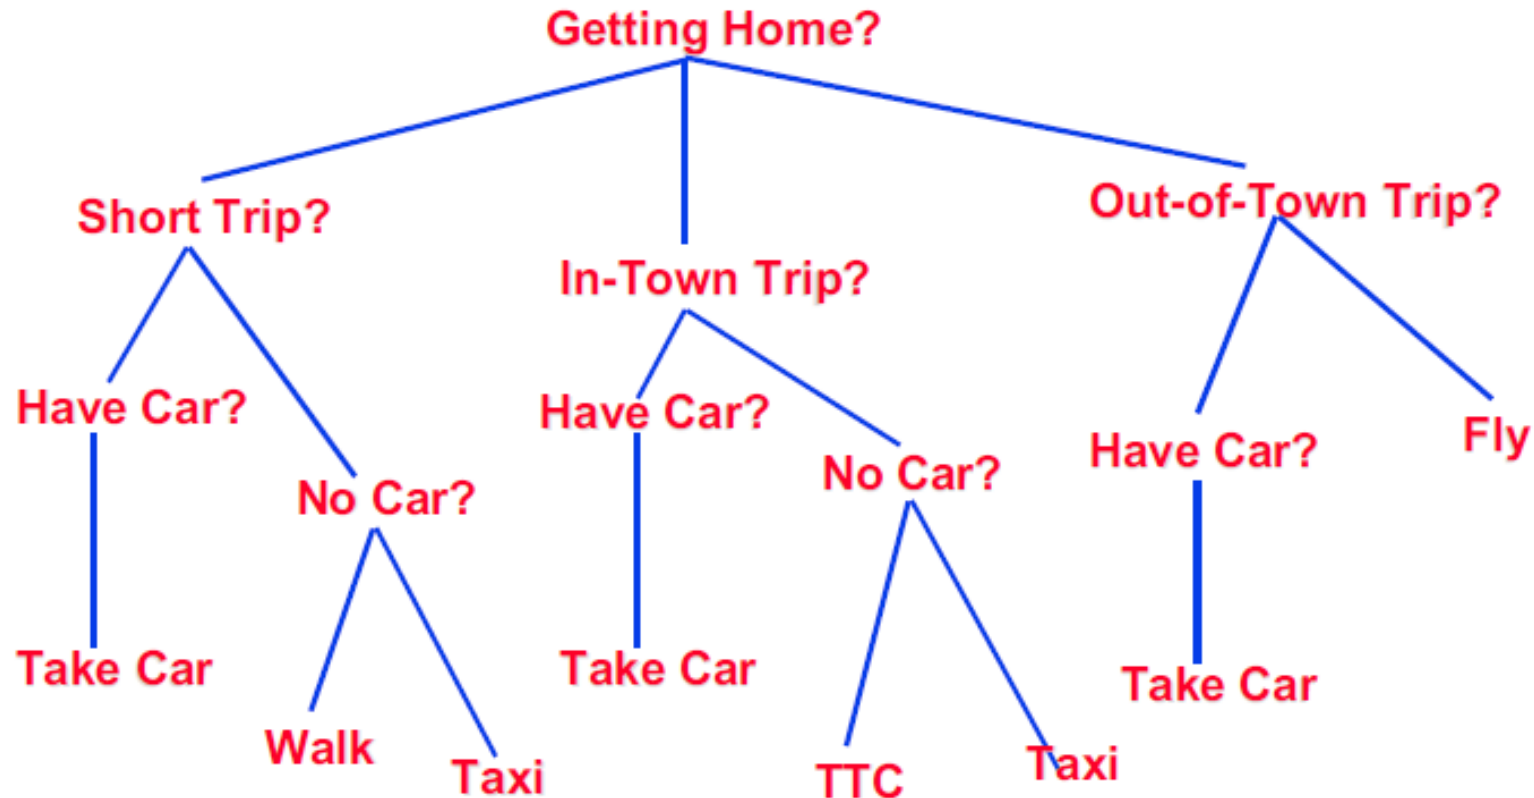 Getting Home?
Short Trip?
In-Town Trip?
Out-of-Town Trip?
Have Car?
No Car?
Have Car?
No Car?
Have Car?
Fly
Take Car
Walk
Taxi
Take Car
TTC
Taxi
Take Car